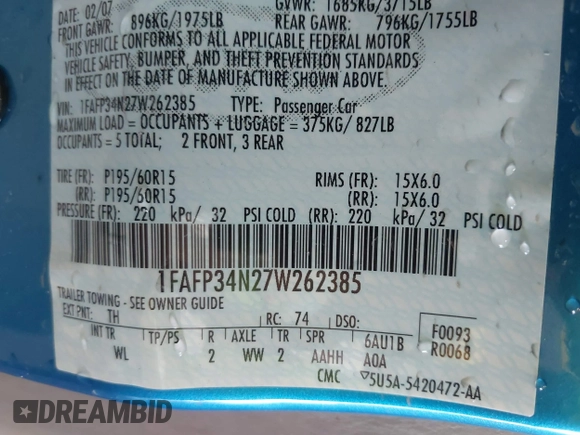 DATE: 02/07
GVWR: 1685KG/3715LB
FRONT GAWR: 896KG/1975LB REAR GAWR: 796KG/1755LB
THIS VEHICLE CONFORMS TO ALL APPLICABLE FEDERAL MOTOR
VEHICLE SAFETY, BUMPER, AND THEFT PREVENTION STANDARDS
IN EFFECT ON THE DATE OF MANUFACTURE SHOWN ABOVE.
VIN: 1FAFP34N27W262385 TYPE: Passenger Car
MAXIMUM LOAD = OCCUPANTS + LUGGAGE = 375KG/ 827LB
OCCUPANTS = 5 TOTAL; 2 FRONT, 3 REAR
TIRE (FR): P195/60R15 RIMS (FR): 15X6.0
(RR): P195/60R15 (RR): 15X6.0
PRESSURE (FR): 220 kPa/ 32 PSI COLD (RR): 220 kPa/ 32 PSI COLD
1FAFP34N27W262385
TRAILER TOWING - SEE OWNER GUIDE
EXT PNT: TH RC: 74 DSO: F0093
INT TR TP/PS R AXLE TR SPR 6AU1B R0068
WL 2 WW 2 AAHH A0A
CMC 5U5A-5420472-AA
DREAMBID